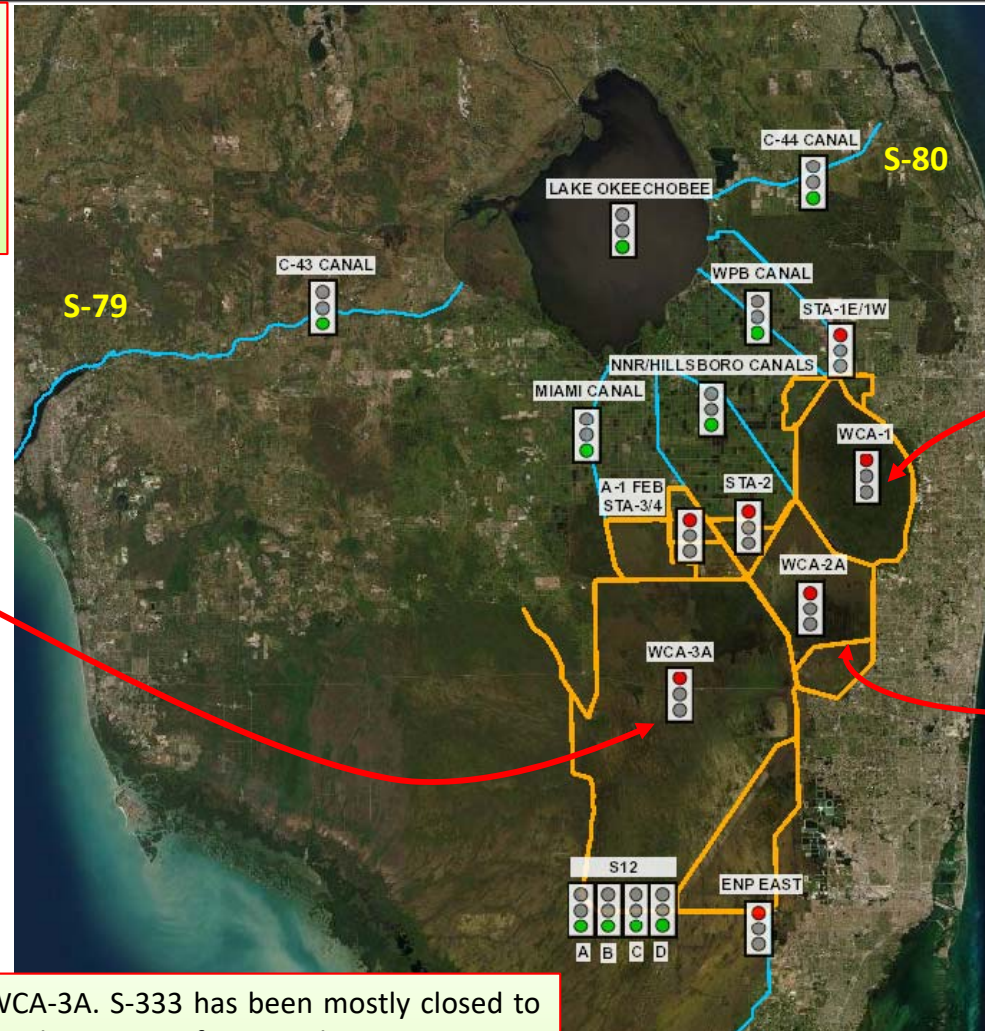 C-44 CANAL
S-80
LAKE OKEECHOBEE
C-43 CANAL
S-79
WPB CANAL
STA-1E/1W
NNR/HILLSBORO CANALS
MIAMI CANAL
WCA-1
A-1 FEB
STA-3/4
STA-2
WCA-2A
WCA-3A
S12
ENP EAST
A B C D
WCA-3A. S-333 has been mostly closed to